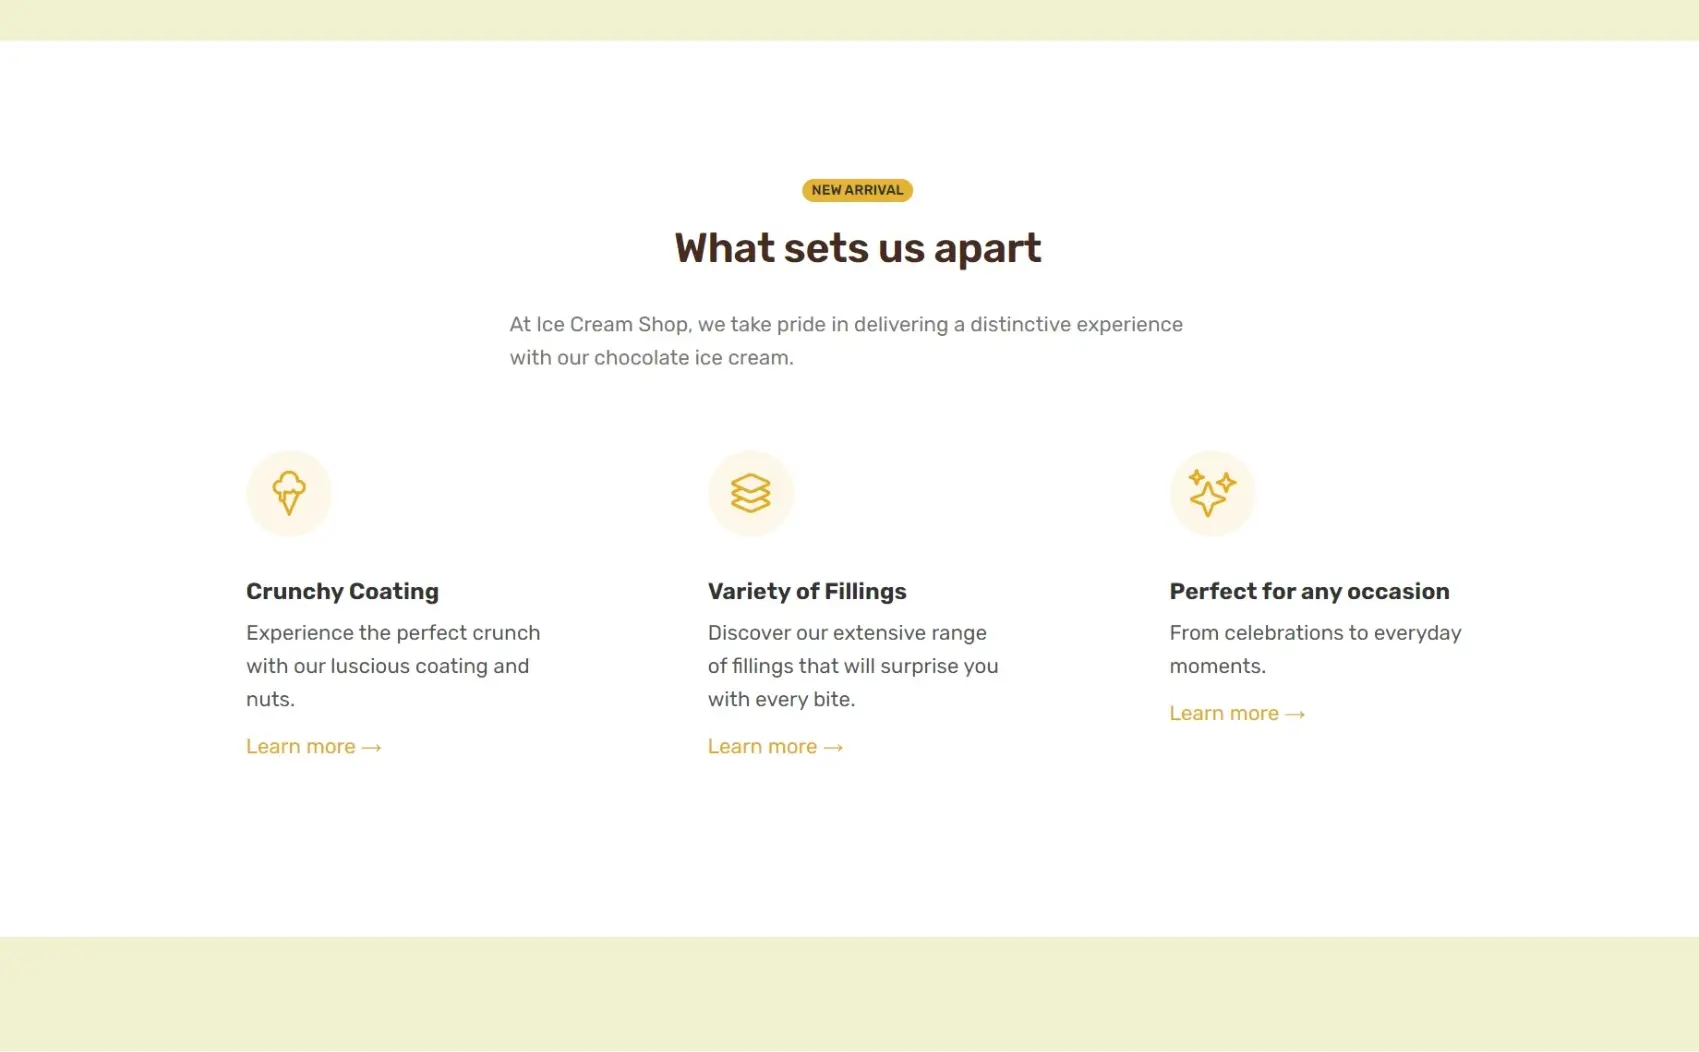 NEW ARRIVAL
What sets us apart
At Ice Cream Shop, we take pride in delivering a distinctive experience
with our chocolate ice cream.
Crunchy Coating
Experience the perfect crunch
with our luscious coating and
nuts.
Learn more →
Variety of Fillings
Discover our extensive range
of fillings that will surprise you
with every bite.
Learn more →
Perfect for any occasion
From celebrations to everyday
moments.
Learn more →